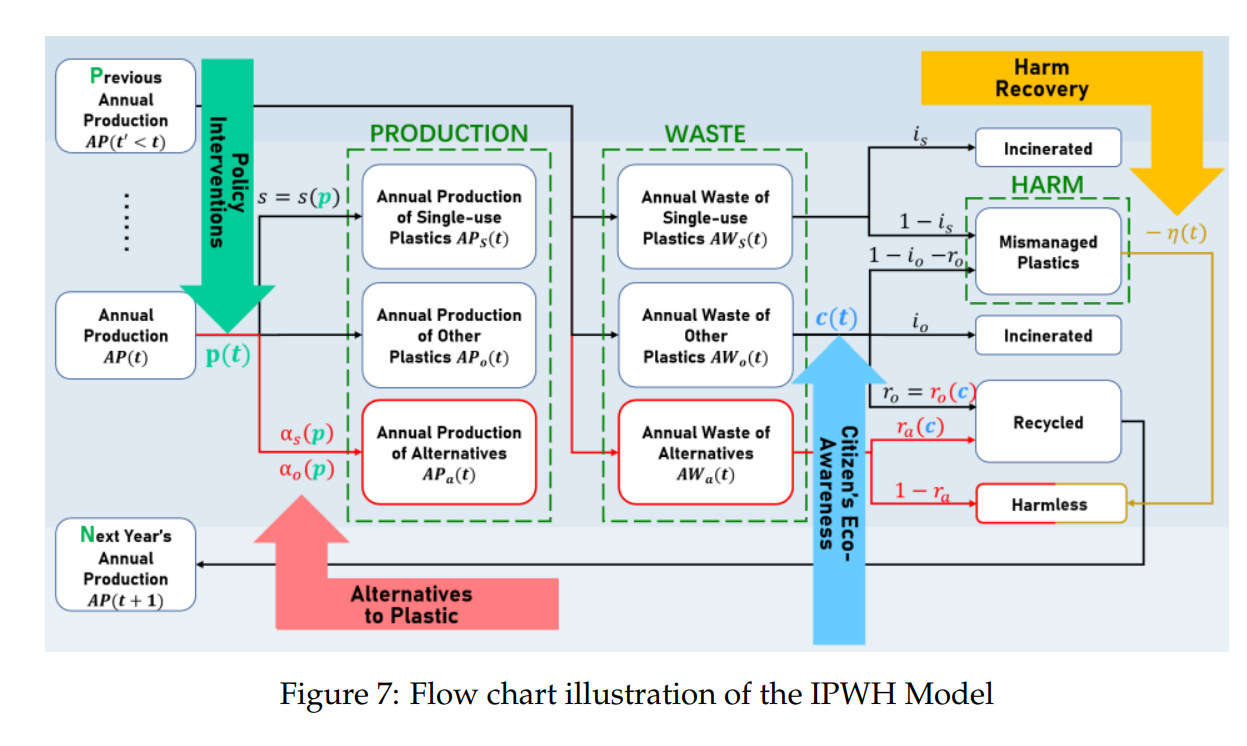 Previous
Annual
Production
AP(t′ < t)
......
Annual
Production
AP(t)
Next Year's
Annual
Production
AP(t + 1)
Policy
Interventions
p(t)
s = s(p)
αs(p)
αo(p)
Alternatives
to Plastic
PRODUCTION
Annual Production
of Single-use
Plastics APS(t)
Annual Production
of Other
Plastics APo(t)
Annual Production
of Alternatives
APa(t)
WASTE
Annual Waste of
Single-use
Plastics AWS(t)
Annual Waste of
Other
Plastics AWo(t)
Annual Waste of
Alternatives
AWa(t)
c(t)
Citizen's Eco-
Awareness
is
1 − is
1 − io − ro
io
ro = ro(c)
ra(c)
1 − ra
Harm
Recovery
Incinerated
HARM
Mismanaged
Plastics
− η(t)
Incinerated
Recycled
Harmless
Figure 7: Flow chart illustration of the IPWH Model